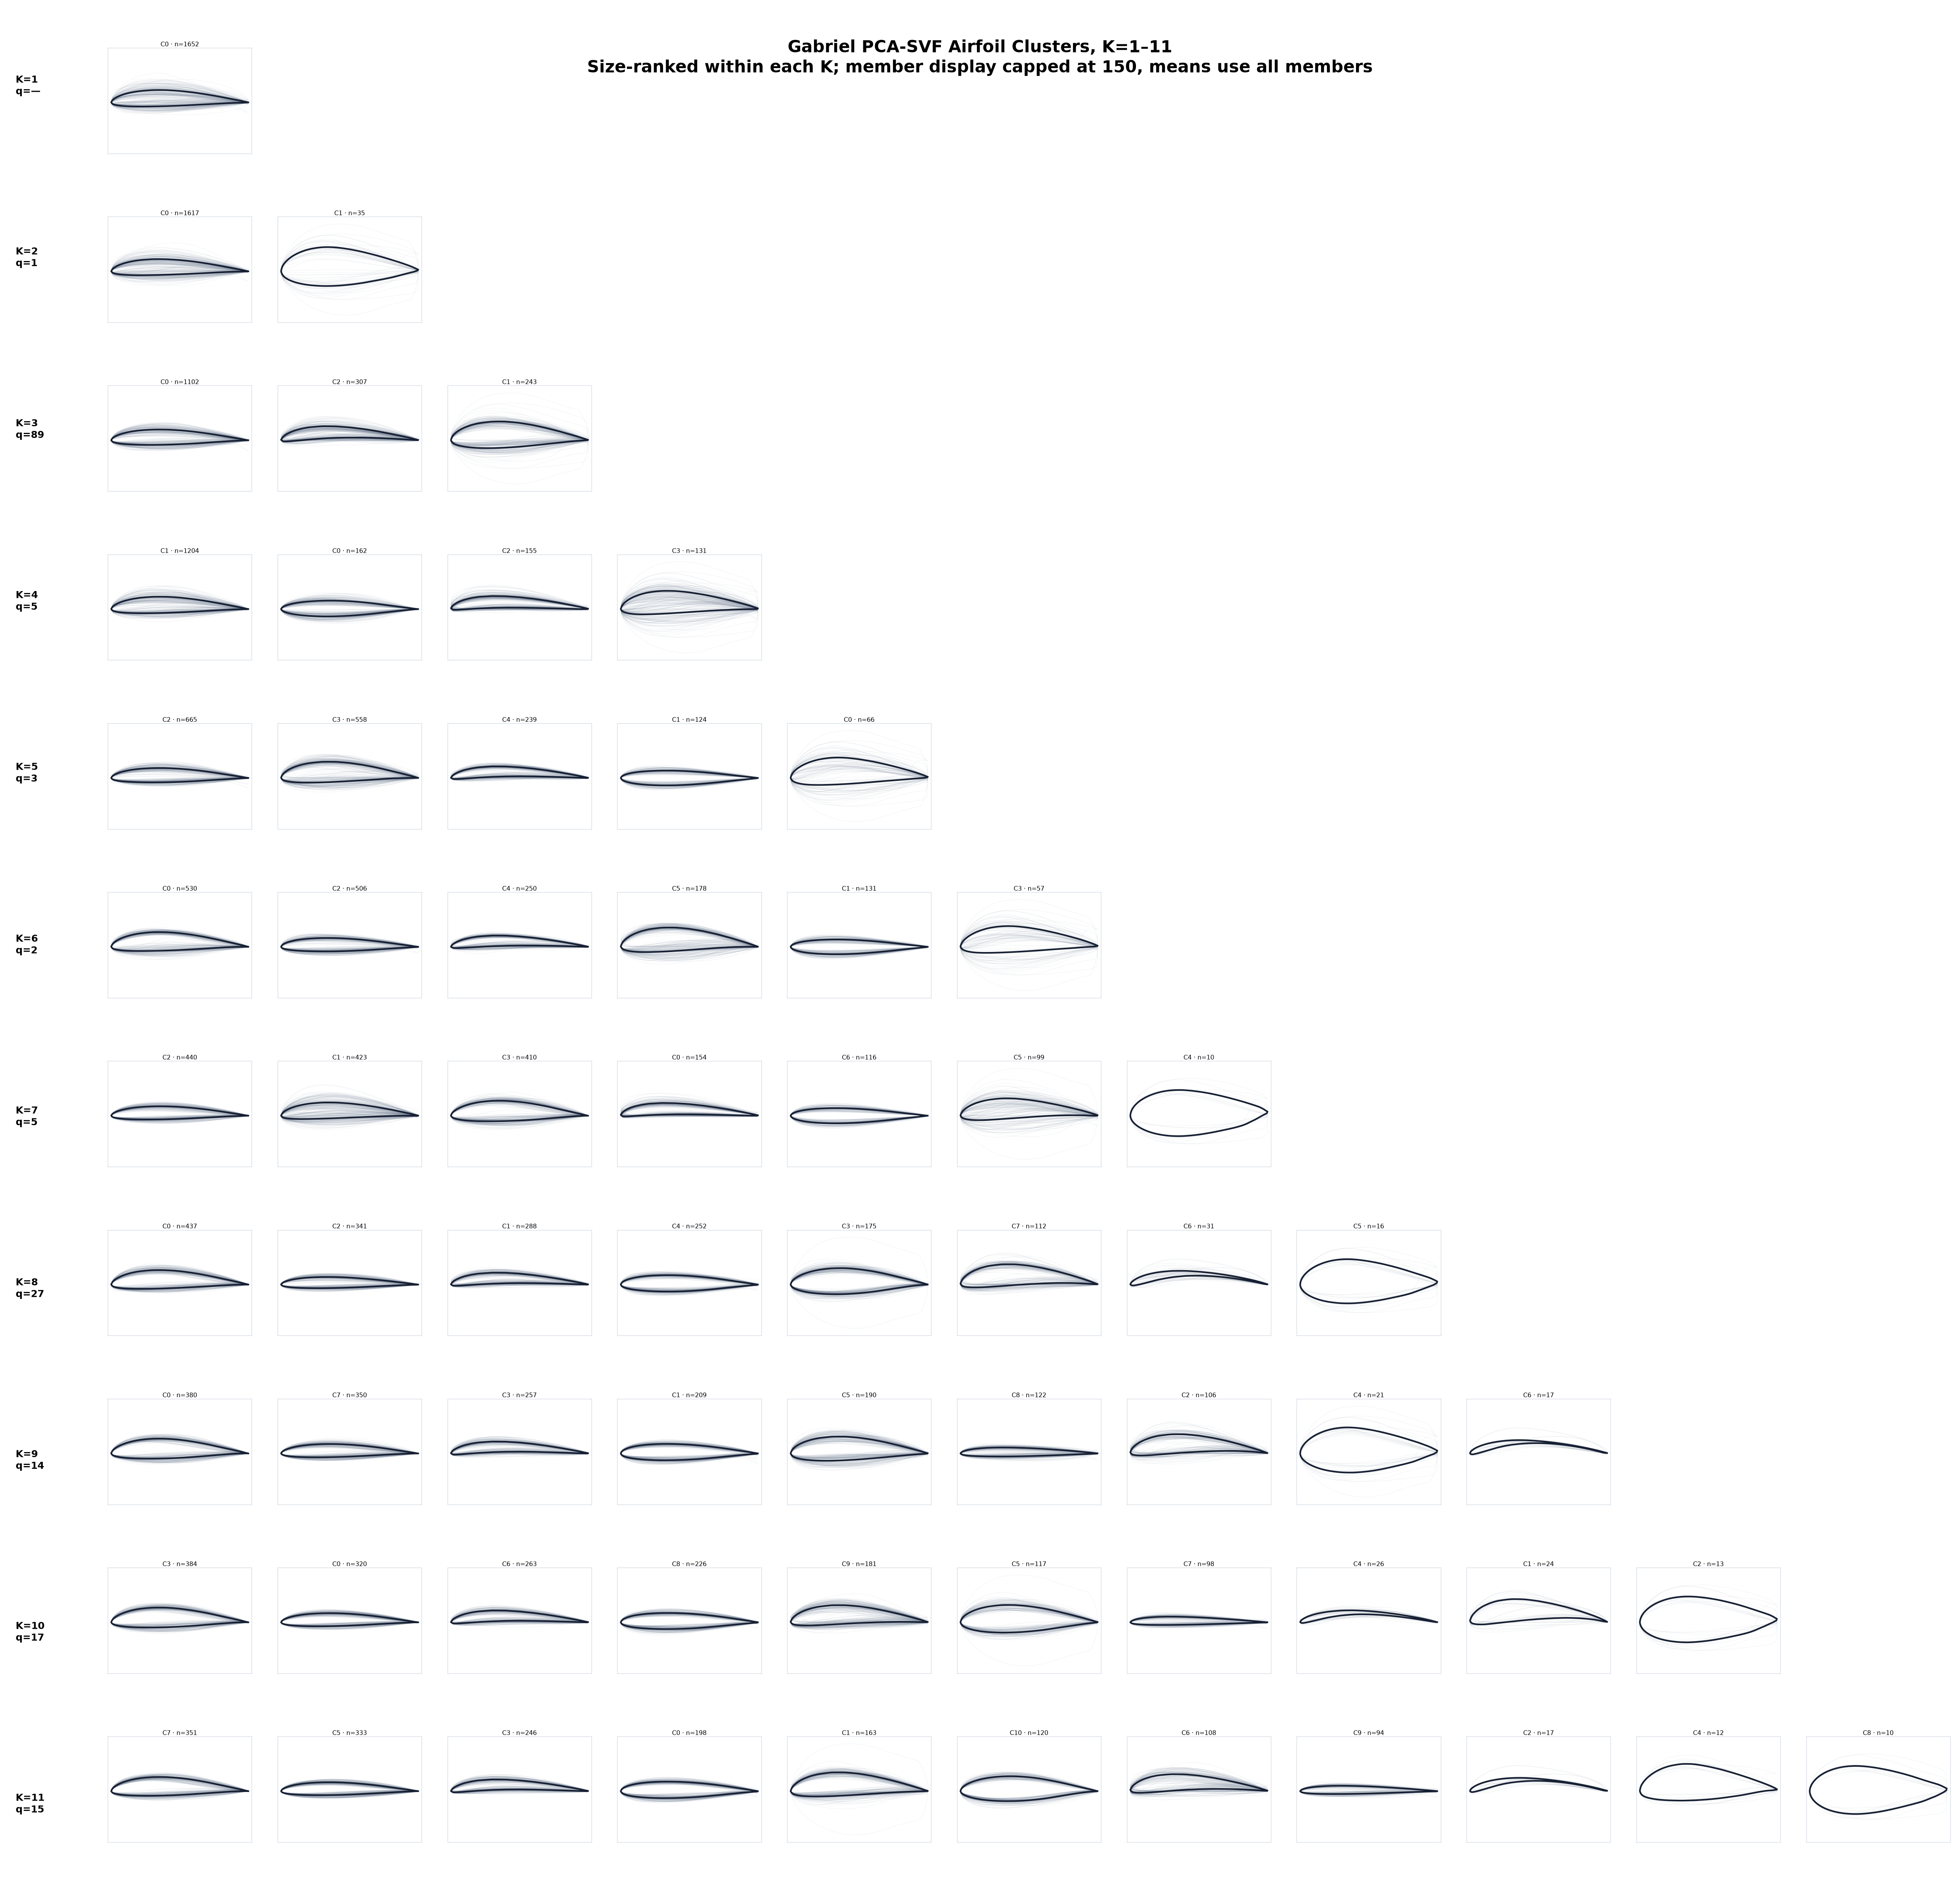 Gabriel PCA-SVF Airfoil Clusters, K=1–11
Size-ranked within each K; member display capped at 150, means use all members
K=1
q=—
C0 · n=1652
K=2
q=1
C0 · n=1617
C1 · n=35
K=3
q=89
C0 · n=1102
C2 · n=307
C1 · n=243
K=4
q=5
C1 · n=1204
C0 · n=162
C2 · n=155
C3 · n=131
K=5
q=3
C2 · n=665
C3 · n=558
C4 · n=239
C1 · n=124
C0 · n=66
K=6
q=2
C0 · n=530
C2 · n=506
C4 · n=250
C5 · n=178
C1 · n=131
C3 · n=57
K=7
q=5
C2 · n=440
C1 · n=423
C3 · n=410
C0 · n=154
C6 · n=116
C5 · n=99
C4 · n=10
K=8
q=27
C0 · n=437
C2 · n=341
C1 · n=288
C4 · n=252
C3 · n=175
C7 · n=112
C6 · n=31
C5 · n=16
K=9
q=14
C0 · n=380
C7 · n=350
C3 · n=257
C1 · n=209
C5 · n=190
C8 · n=122
C2 · n=106
C4 · n=21
C6 · n=17
K=10
q=17
C3 · n=384
C0 · n=320
C6 · n=263
C8 · n=226
C9 · n=181
C5 · n=117
C7 · n=98
C4 · n=26
C1 · n=24
C2 · n=13
K=11
q=15
C7 · n=351
C5 · n=333
C3 · n=246
C0 · n=198
C1 · n=163
C10 · n=120
C6 · n=108
C9 · n=94
C2 · n=17
C4 · n=12
C8 · n=10